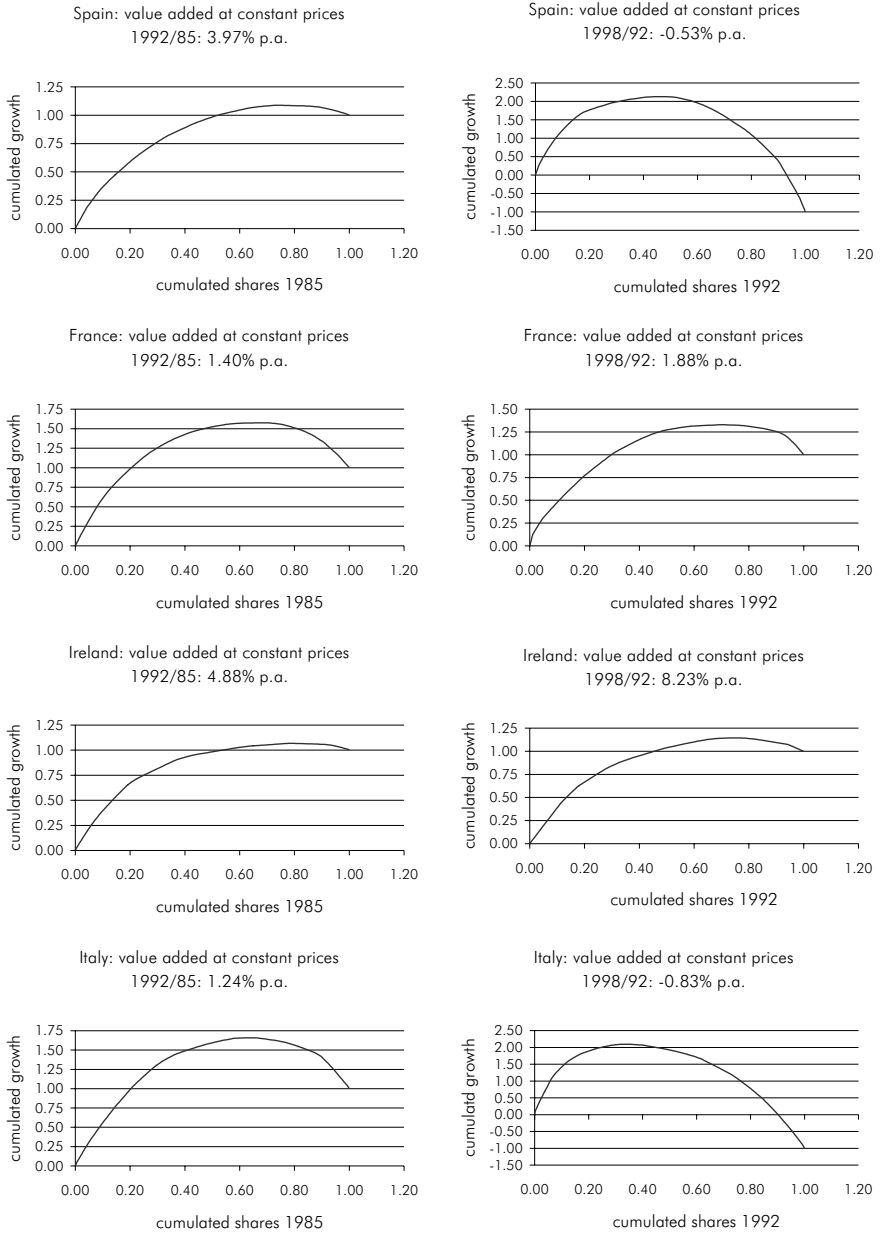 Spain: value added at constant prices
1992/85: 3.97% p.a.
1.25
1.00
0.75
0.50
0.25
0.00
cumulated growth
0.00 0.20 0.40 0.60 0.80 1.00 1.20
cumulated shares 1985
Spain: value added at constant prices
1998/92: -0.53% p.a.
2.50
2.00
1.50
1.00
0.50
0.00
-0.50
-1.00
-1.50
cumulated growth
0.00 0.20 0.40 0.60 0.80 1.00 1.20
cumulated shares 1992
France: value added at constant prices
1992/85: 1.40% p.a.
1.75
1.50
1.25
1.00
0.75
0.50
0.25
0.00
cumulated growth
0.00 0.20 0.40 0.60 0.80 1.00 1.20
cumulated shares 1985
France: value added at constant prices
1998/92: 1.88% p.a.
1.50
1.25
1.00
0.75
0.50
0.25
0.00
cumulated growth
0.00 0.20 0.40 0.60 0.80 1.00 1.20
cumulated shares 1992
Ireland: value added at constant prices
1992/85: 4.88% p.a.
1.25
1.00
0.75
0.50
0.25
0.00
cumulated growth
0.00 0.20 0.40 0.60 0.80 1.00 1.20
cumulated shares 1985
Ireland: value added at constant prices
1998/92: 8.23% p.a.
1.25
1.00
0.75
0.50
0.25
0.00
cumulated growth
0.00 0.20 0.40 0.60 0.80 1.00 1.20
cumulated shares 1992
Italy: value added at constant prices
1992/85: 1.24% p.a.
1.75
1.50
1.25
1.00
0.75
0.50
0.25
0.00
cumulated growth
0.00 0.20 0.40 0.60 0.80 1.00 1.20
cumulated shares 1985
Italy: value added at constant prices
1998/92: -0.83% p.a.
2.50
2.00
1.50
1.00
0.50
0.00
-0.50
-1.00
-1.50
cumulatd growth
0.00 0.20 0.40 0.60 0.80 1.00 1.20
cumulated shares 1992